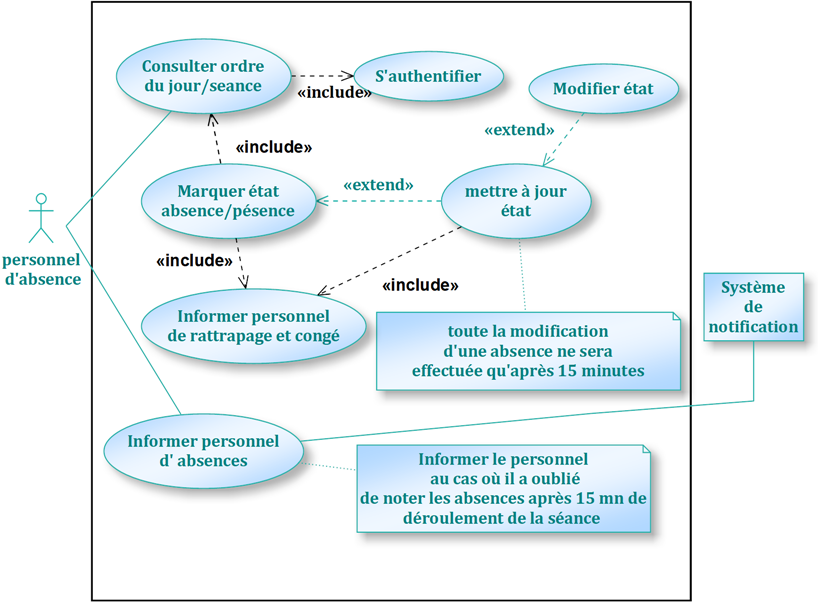 Consulter ordre
du jour/seance
S'authentifier
«include»
Modifier état
«extend»
«include»
Marquer état
absence/pésence
«extend»
mettre à jour
état
personnel
d'absence
«include»
«include»
Informer personnel
de rattrapage et congé
toute la modification
d'une absence ne sera
effectuée qu'après 15 minutes
Système
de
notification
Informer personnel
d' absences
Informer le personnel
au cas où il a oublié
de noter les absences après 15 mn de
déroulement de la séance